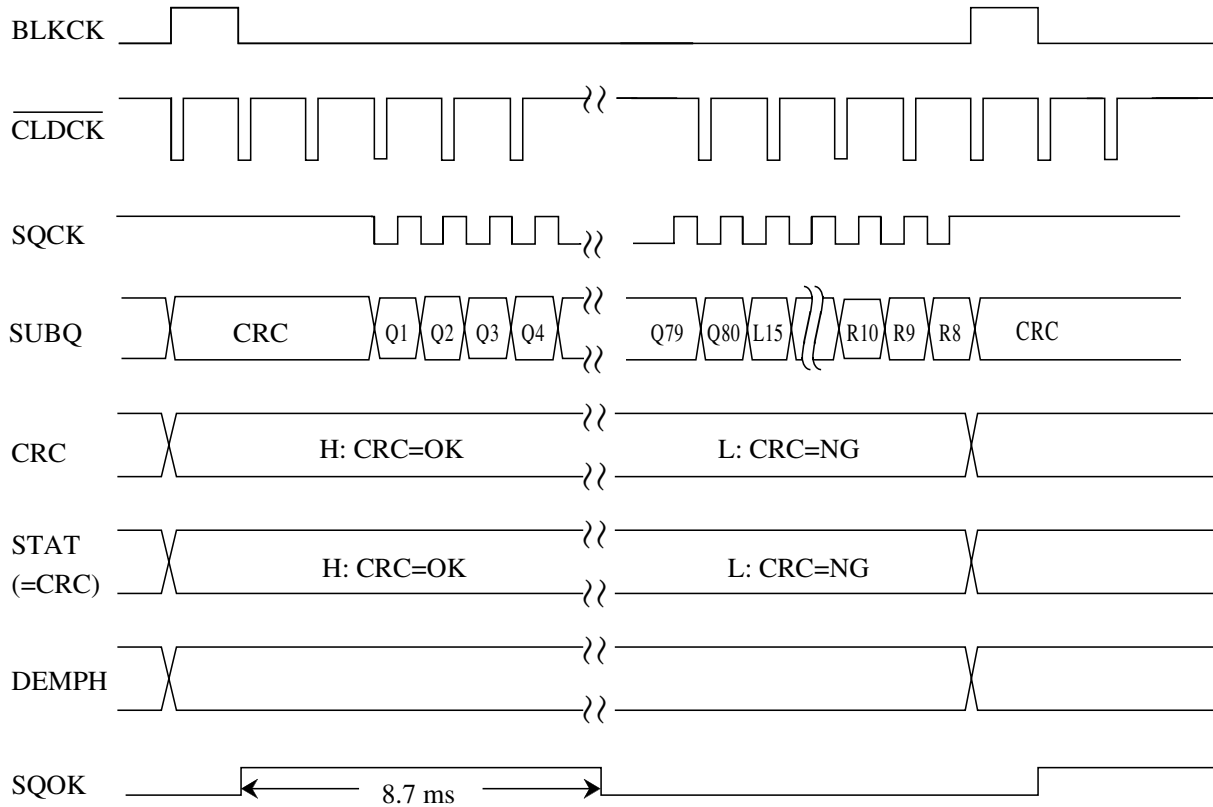 BLKCK
CLDCK
SQCK
SUBQ CRC Q1 Q2 Q3 Q4 Q79 Q80 L15 R10 R9 R8 CRC
CRC H: CRC=OK L: CRC=NG
STAT
(=CRC) H: CRC=OK L: CRC=NG
DEMPH
SQOK 8.7 ms